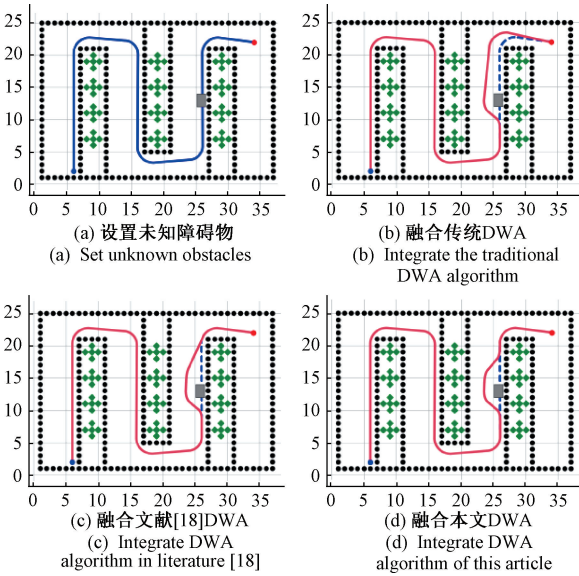 25
20
15
10
5
0
0 5 10 15 20 25 30 35
(a) 设置未知障碍物
(a) Set unknown obstacles
25
20
15
10
5
0
0 5 10 15 20 25 30 35
(b) 融合传统DWA
(b) Integrate the traditional
DWA algorithm
25
20
15
10
5
0
0 5 10 15 20 25 30 35
(c) 融合文献[18]DWA
(c) Integrate DWA
algorithm in literature [18]
25
20
15
10
5
0
0 5 10 15 20 25 30 35
(d) 融合本文DWA
(d) Integrate DWA
algorithm of this article